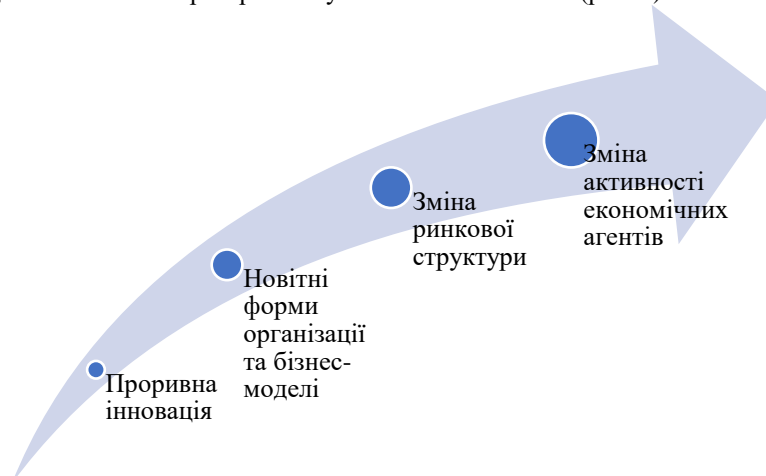 Проривна
інновація
Новітні
форми
організації
та бізнес-
моделі
Зміна
ринкової
структури
Зміна
активності
економічних
агентів